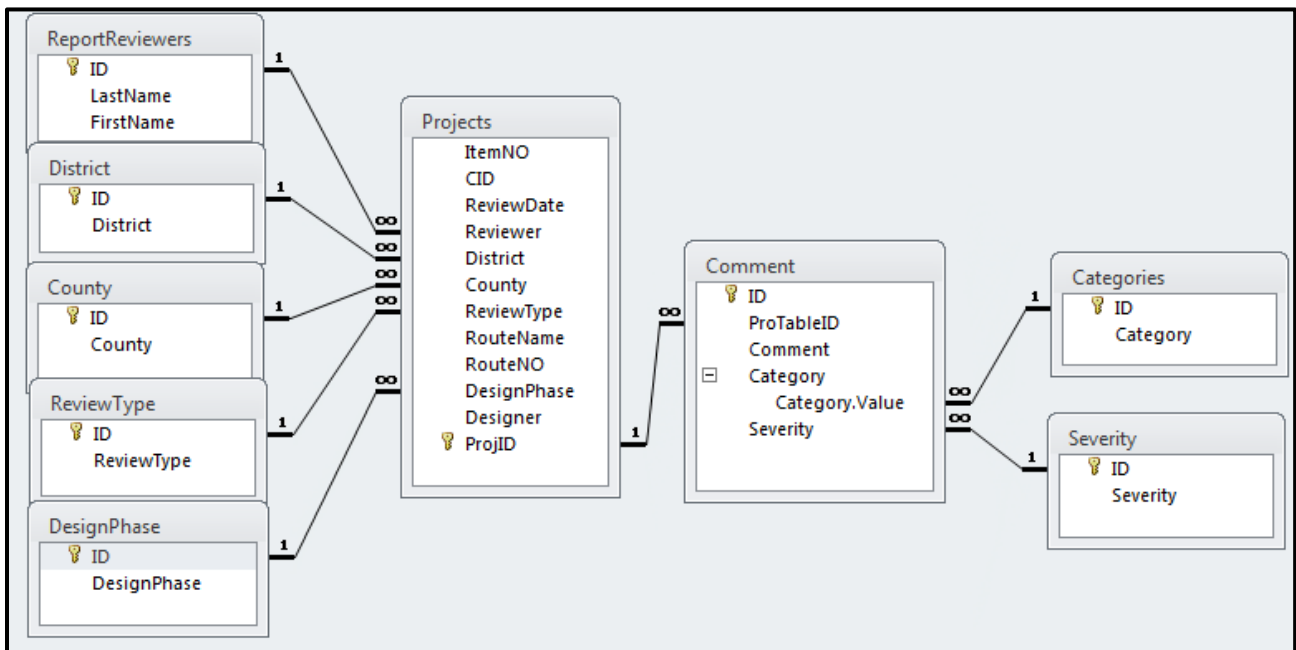 ReportReviewers
ID
LastName
FirstName
1
District
ID
District
1
County
ID
County
1
ReviewType
ID
ReviewType
1
DesignPhase
ID
DesignPhase
1
Projects
ItemNO
CID
ReviewDate
Reviewer
District
County
ReviewType
RouteName
RouteNO
DesignPhase
Designer
ProjID
∞
∞
∞
∞
∞
1
Comment
ID
ProTableID
Comment
Category
Category.Value
Severity
∞
∞
∞
Categories
ID
Category
1
Severity
ID
Severity
1